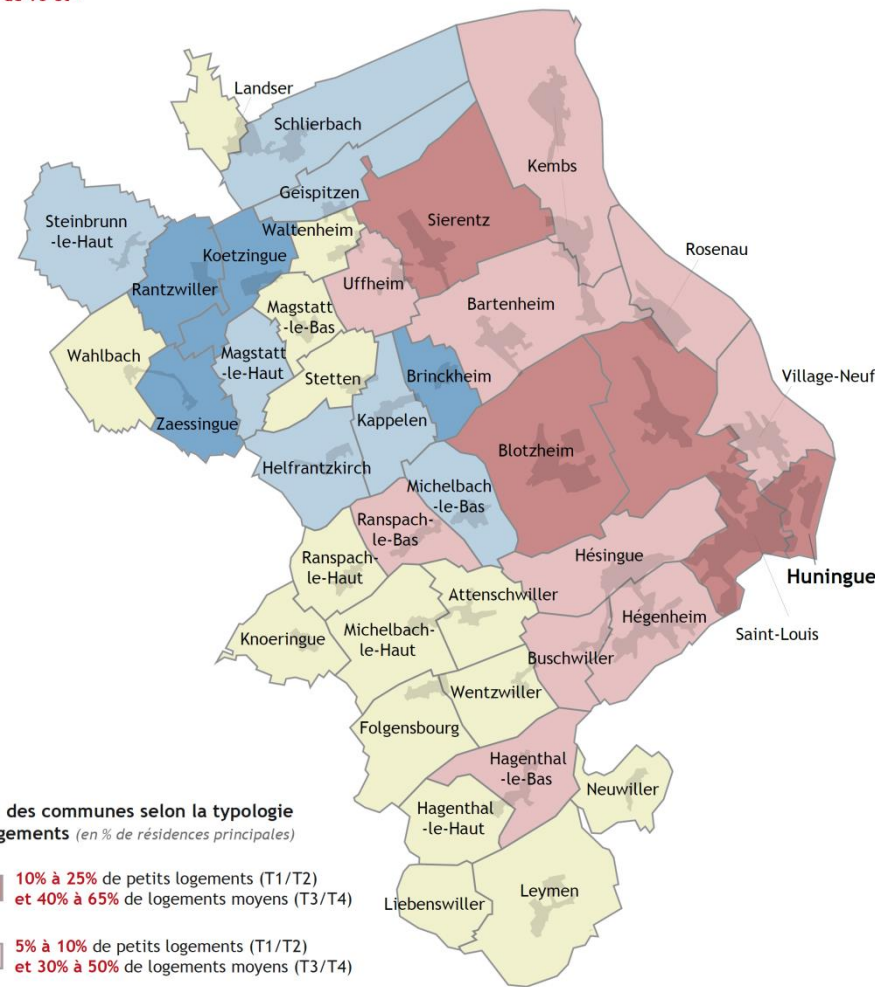 Landser
Schlierbach
Kembs
Geispitzen
Steinbrunn
-le-Haut
Sierentz
Waltenheim
Koetzingue
Rosenau
Rantzwiller
Uffheim
Bartenheim
Magstatt
-le-Bas
Wahlbach
Magstatt
-le-Haut
Stetten
Brinckheim
Village-Neuf
Zaessingue
Kappelen
Blotzheim
Helfrantzkirch
Michelbach
-le-Bas
Ranspach-
le-Bas
Hésingue
Ranspach-
le-Haut
Huningue
Attenschwiller
Hégenheim
Knoeringue
Michelbach-
le-Haut
Saint-Louis
Buschwiller
Wentzwiller
Folgensbourg
Hagenthal
-le-Bas
Neuwiller
Hagenthal
-le-Haut
Leymen
Liebenswiller
des communes selon la typologie
gements (en % de résidences principales)
10% à 25% de petits logements (T1/T2)
et 40% à 65% de logements moyens (T3/T4)
5% à 10% de petits logements (T1/T2)
et 30% à 50% de logements moyens (T3/T4)